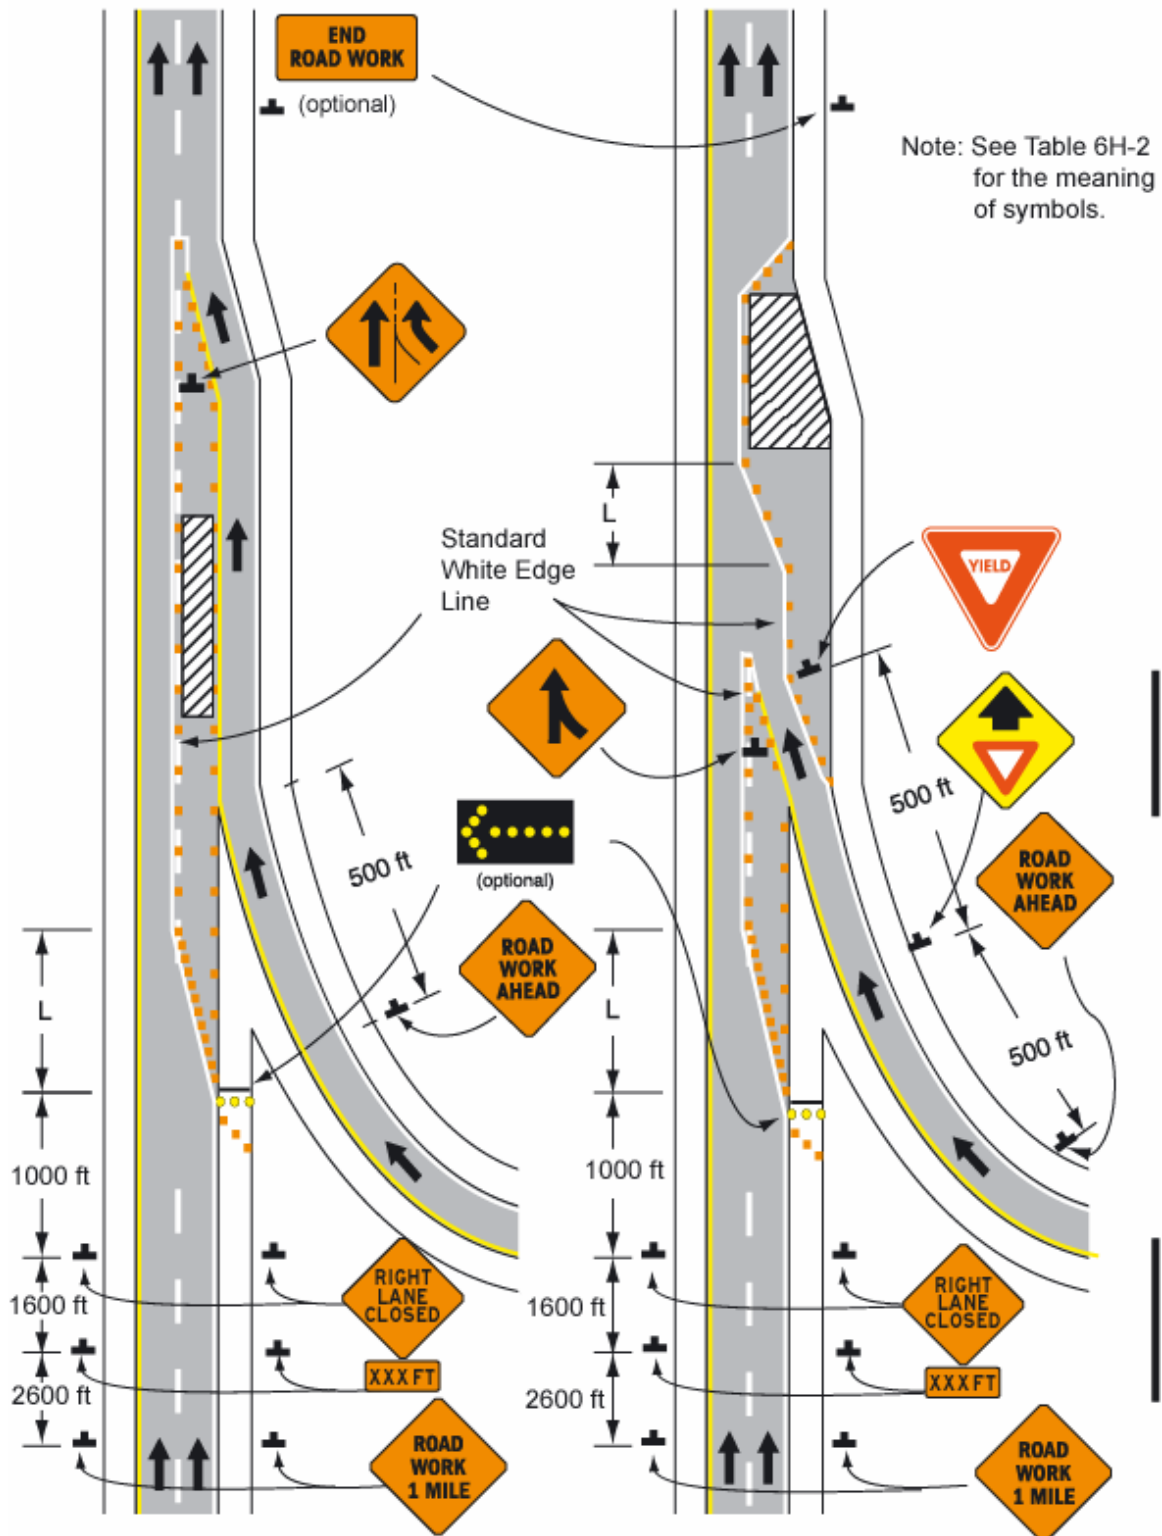 END
ROAD WORK
(optional)
Note: See Table 6H-2
for the meaning
of symbols.
L
Standard
White Edge
Line
YIELD
500 ft
500 ft
(optional)
ROAD
WORK
AHEAD
ROAD
WORK
AHEAD
L
L
500 ft
1000 ft
1000 ft
RIGHT
LANE
CLOSED
RIGHT
LANE
CLOSED
1600 ft
1600 ft
XXX FT
XXX FT
2600 ft
2600 ft
ROAD
WORK
1 MILE
ROAD
WORK
1 MILE